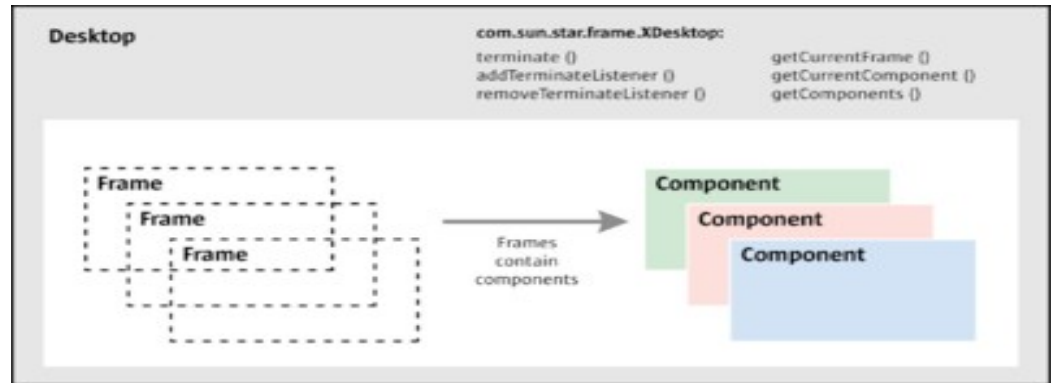 Desktop
com.sun.star.frame.XDesktop:
terminate ()
addTerminateListener ()
removeTerminateListener ()
getCurrentFrame ()
getCurrentComponent ()
getComponents ()
Frame
Frame
Frame
Frames
contain
components
Component
Component
Component